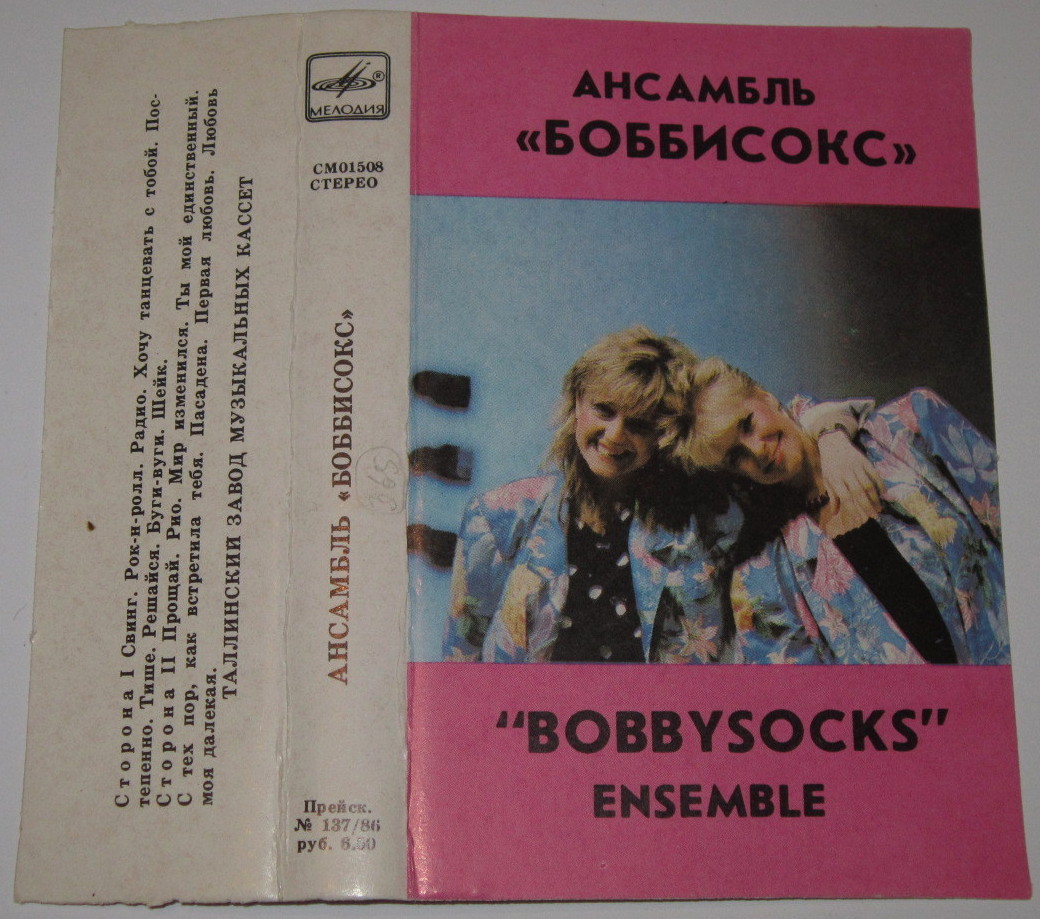 Сторона I Свинг. Рок-н-ролл. Радио. Хочу танцевать с тобой. Пос-
тепенно. Тише. Решайся. Буги-вуги. Шейк.
Сторона II Прощай. Рио. Мир изменился. Ты мой единственный.
С тех пор, как встретила тебя. Пасадена. Первая любовь. Любовь
моя далекая.
ТАЛЛИНСКИЙ ЗАВОД МУЗЫКАЛЬНЫХ КАССЕТ
МЕЛОДИЯ
®
СМ01508
СТЕРЕО
АНСАМБЛЬ «БОББИСОКС»
365
Прейск.
№ 137/86
руб. 8.50
АНСАМБЛЬ
«БОББИСОКС»
"BOBBYSOCKS"
ENSEMBLE